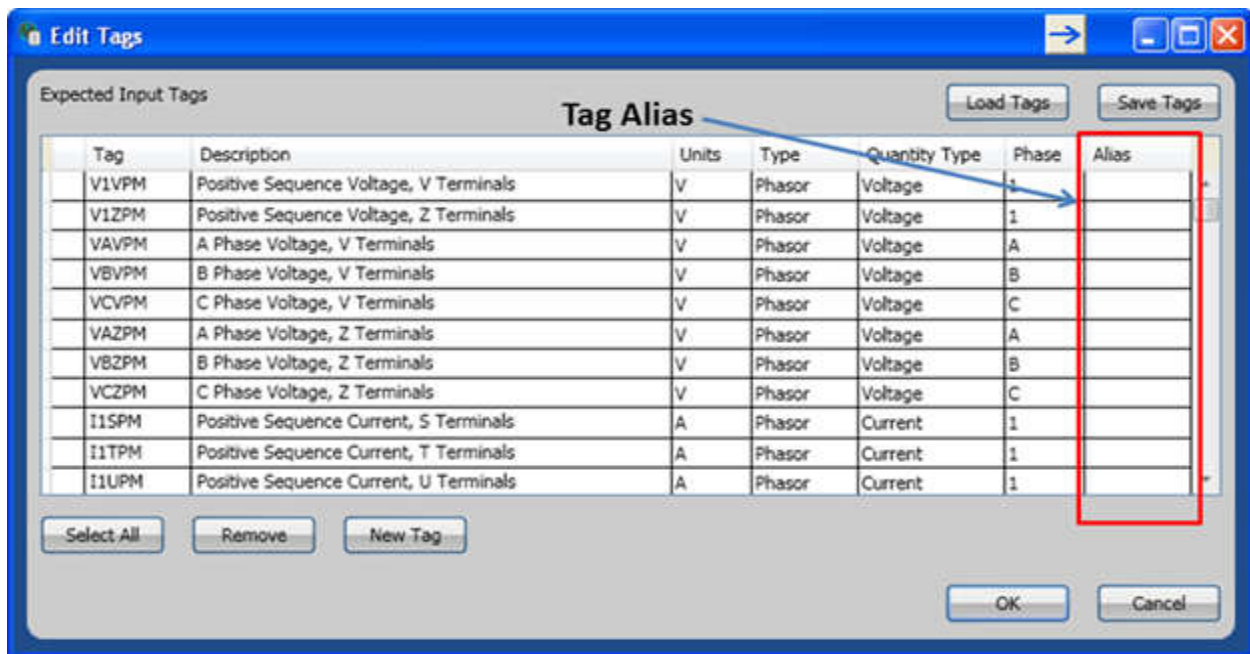 Edit Tags
Expected Input Tags
Load Tags Save Tags
Tag Alias
Tag Description Units Type Quantity Type Phase Alias
V1VPM Positive Sequence Voltage, V Terminals V Phasor Voltage 1
V1ZPM Positive Sequence Voltage, Z Terminals V Phasor Voltage 1
VAVPM A Phase Voltage, V Terminals V Phasor Voltage A
VBVPM B Phase Voltage, V Terminals V Phasor Voltage B
VCVPM C Phase Voltage, V Terminals V Phasor Voltage C
VAZPM A Phase Voltage, Z Terminals V Phasor Voltage A
VBZPM B Phase Voltage, Z Terminals V Phasor Voltage B
VCZPM C Phase Voltage, Z Terminals V Phasor Voltage C
I1SPM Positive Sequence Current, S Terminals A Phasor Current 1
I1TPM Positive Sequence Current, T Terminals A Phasor Current 1
I1UPM Positive Sequence Current, U Terminals A Phasor Current 1
Select All Remove New Tag
OK Cancel